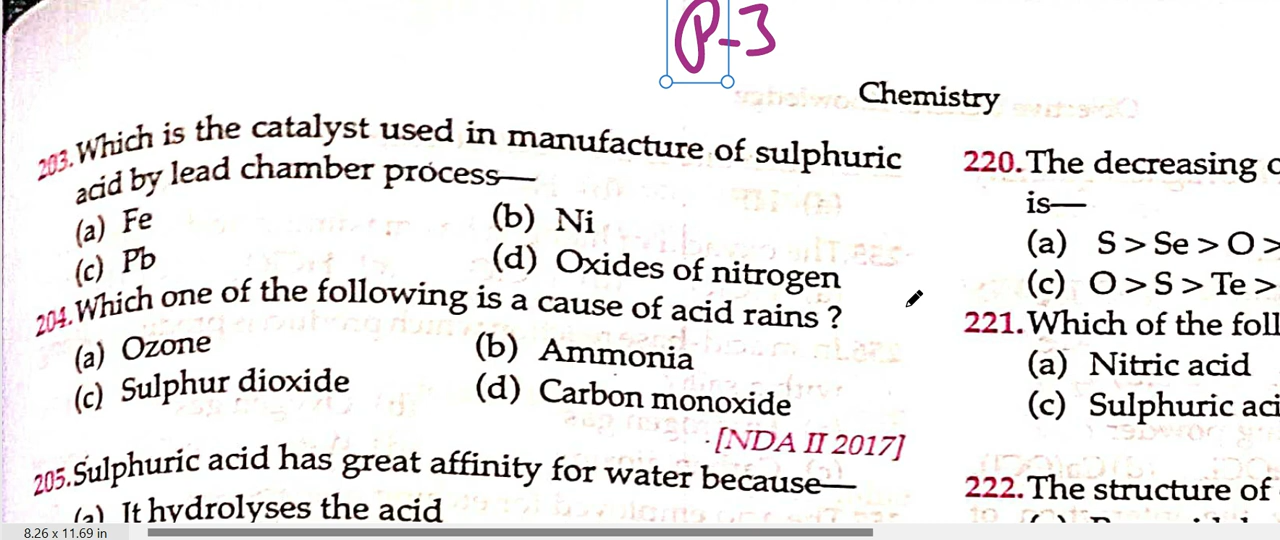 P-3
Chemistry
203. Which is the catalyst used in manufacture of sulphuric
acid by lead chamber process—
(a) Fe (b) Ni
(c) Pb (d) Oxides of nitrogen
204. Which one of the following is a cause of acid rains ?
(a) Ozone (b) Ammonia
(c) Sulphur dioxide (d) Carbon monoxide
[NDA II 2017]
205. Sulphuric acid has great affinity for water because—
(a) It hydrolyses the acid
220. The decreasing
is—
(a) S > Se > O >
(c) O > S > Te >
221. Which of the foll
(a) Nitric acid
(c) Sulphuric aci
222. The structure of
8.26 x 11.69 in